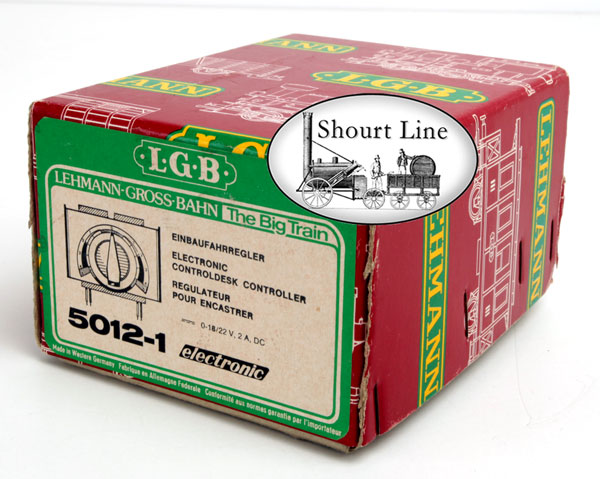 LEHMANN
L·G·B
LEHMANN
Shourt Line
LEHMANN
L·G·B·
LEHMANN·GROSS·BAHN The Big Train
EINBAUFAHRREGLER
ELECTRONIC
CONTROLDESK CONTROLLER
REGULATEUR
POUR ENCASTRER
0-18/22 V, 2 A, DC
5012-1 electronic
Made in Western Germany Fabriqué en Allemagne Federale Conformité aux normes garantie par l'importateur